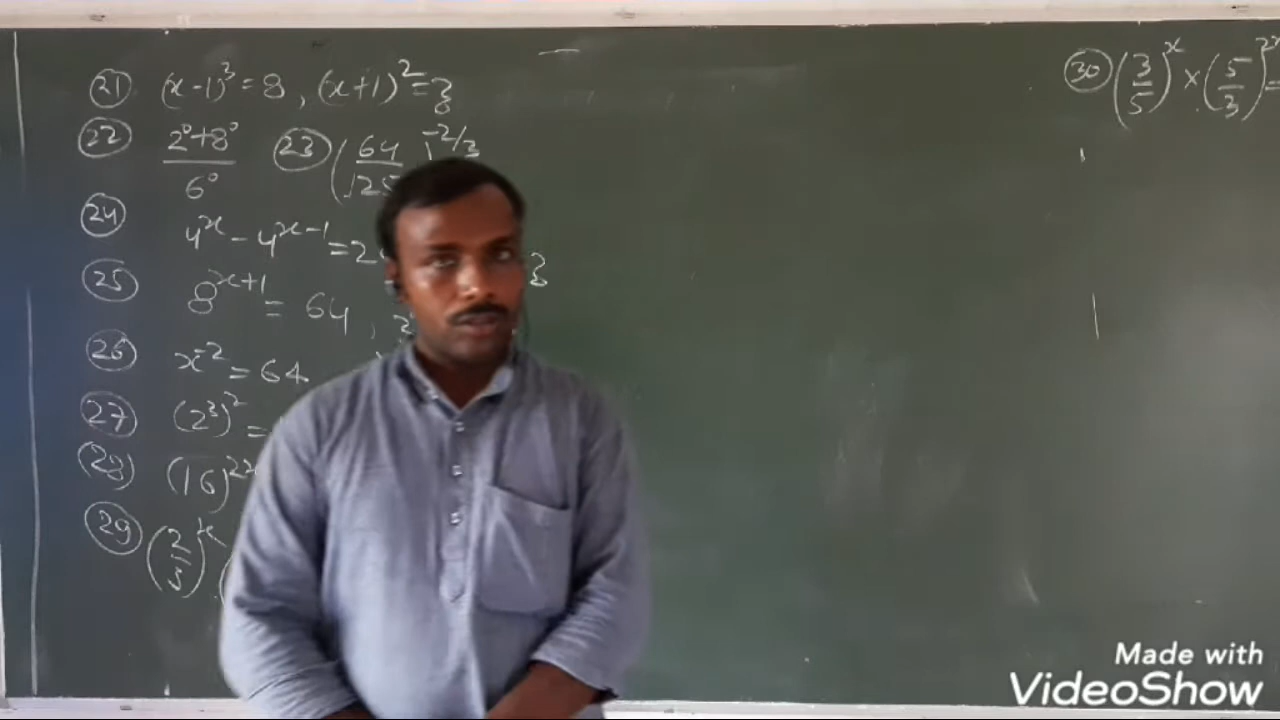 (21) (x-1)³ = 8, (x+1)² = ?
(22) 2⁰+8⁰ / 6⁰ (23) (64 / 25 )^-2/3
(24) 4^x - 4^x-1 = 2
(25) 8^x+1 = 64, ?
(26) x^-2 = 64
(27) (2³)² =
(28) (16)^2x
(29) (2/3)^x
(30) (3/5)^x × (5/3)^2x =
Made with
VideoShow